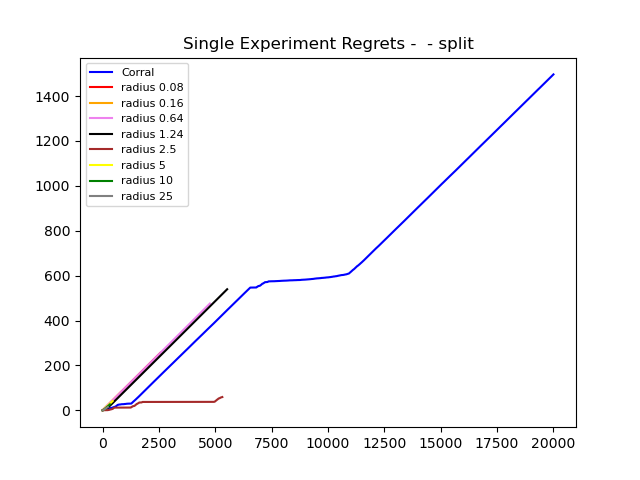 Single Experiment Regrets -  - split
Corral
radius 0.08
radius 0.16
radius 0.64
radius 1.24
radius 2.5
radius 5
radius 10
radius 25
1400
1200
1000
800
600
400
200
0
0 2500 5000 7500 10000 12500 15000 17500 20000